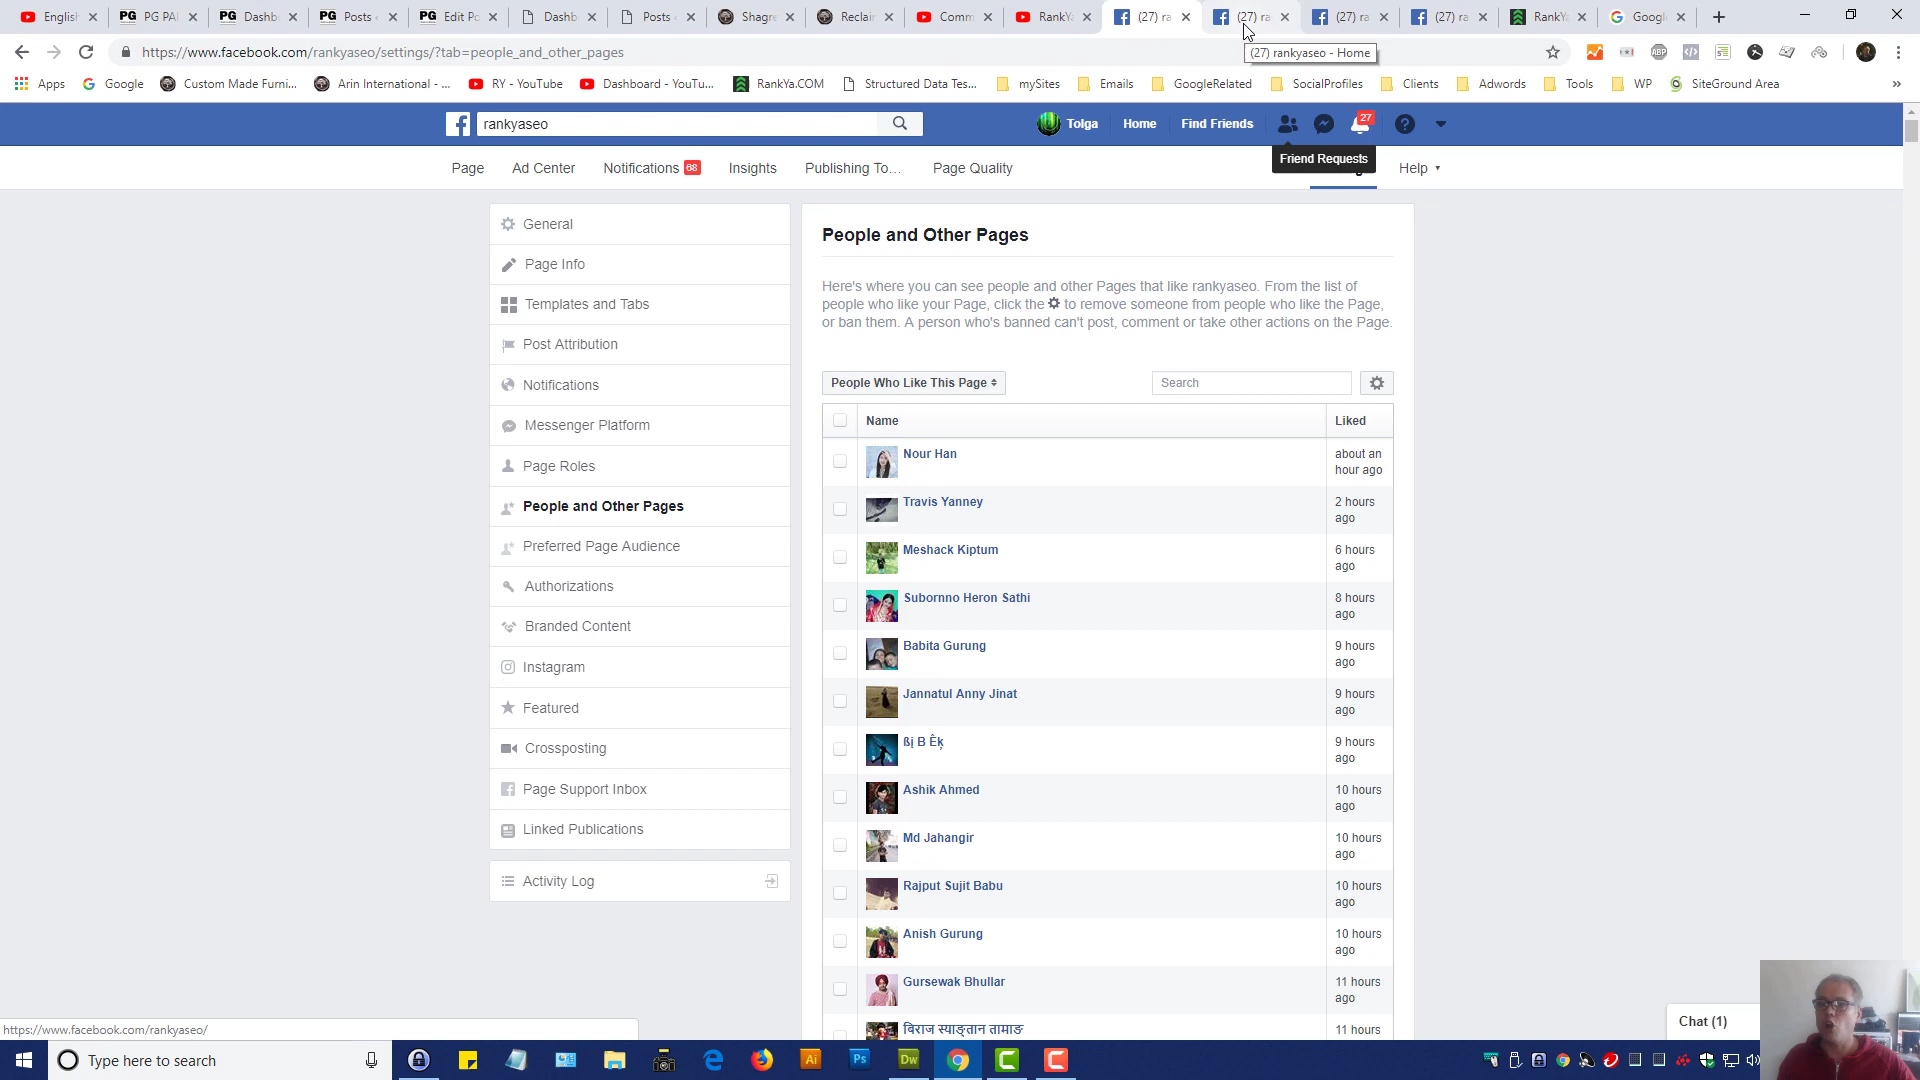 English
PG PA
Dashb
Posts
Edit Po
Dashb
Posts
Shagre
Reclai
Comm
RankY
(27) ra
(27) ra
(27) ra
(27) ra
RankY
Googl
https://www.facebook.com/rankyaseo/settings/?tab=people_and_other_pages
(27) rankyaseo - Home
Apps
Google
Custom Made Furni...
Arin International - ...
RY - YouTube
Dashboard - YouTu...
RankYa.COM
Structured Data Tes...
mySites
Emails
GoogleRelated
SocialProfiles
Clients
Adwords
Tools
WP
SiteGround Area
»
rankyaseo
Tolga
Home
Find Friends
27
Friend Requests
Page
Ad Center
Notifications 68
Insights
Publishing To...
Page Quality
Help
General
Page Info
Templates and Tabs
Post Attribution
Notifications
Messenger Platform
Page Roles
People and Other Pages
Preferred Page Audience
Authorizations
Branded Content
Instagram
Featured
Crossposting
Page Support Inbox
Linked Publications
Activity Log
People and Other Pages
Here's where you can see people and other Pages that like rankyaseo. From the list of
people who like your Page, click the to remove someone from people who like the Page,
or ban them. A person who's banned can't post, comment or take other actions on the Page.
People Who Like This Page
Search
Name
Liked
Nour Han
about an
hour ago
Travis Yanney
2 hours
ago
Meshack Kiptum
6 hours
ago
Subornno Heron Sathi
8 hours
ago
Babita Gurung
9 hours
ago
Jannatul Anny Jinat
9 hours
ago
ßį B Êķ
9 hours
ago
Ashik Ahmed
10 hours
ago
Md Jahangir
10 hours
ago
Rajput Sujit Babu
10 hours
ago
Anish Gurung
10 hours
ago
Gursewak Bhullar
11 hours
ago
बिराज स्याङ्तान तामाङ
11 hours
https://www.facebook.com/rankyaseo/
Chat (1)
Type here to search
Ai
Ps
Dw